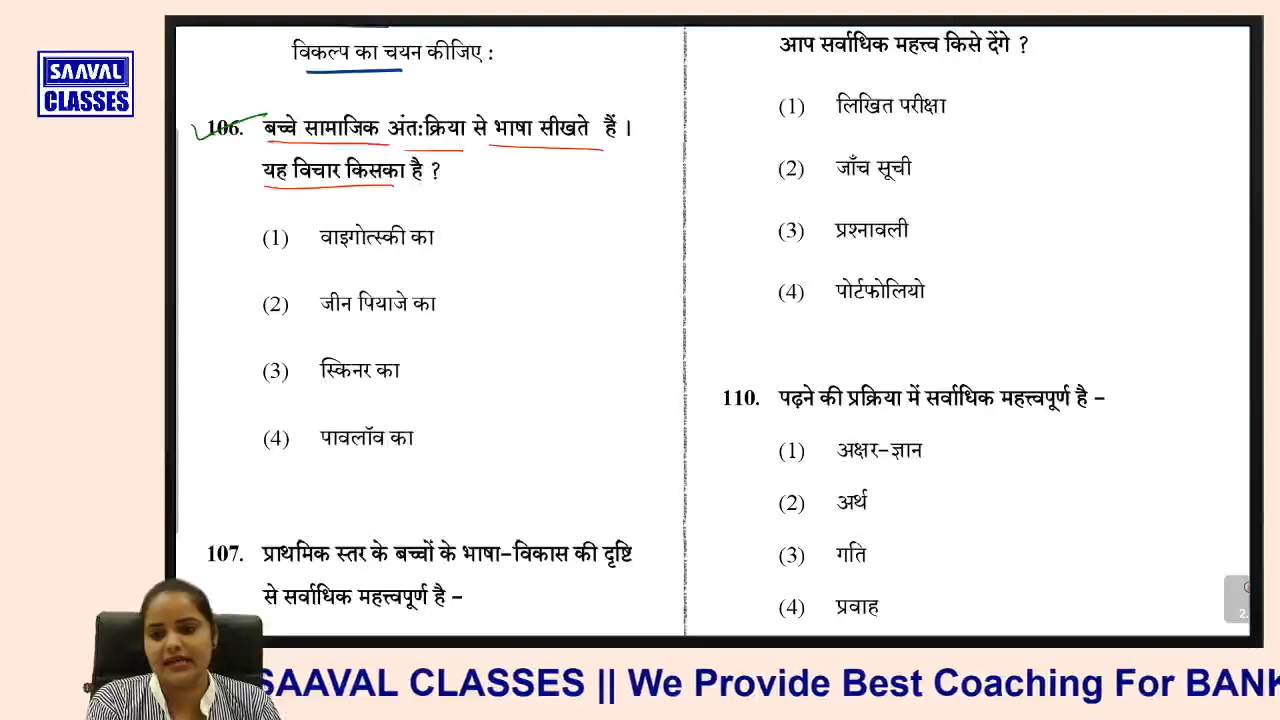 SAAVAL
CLASSES
विकल्प का चयन कीजिए :
106. बच्चे सामाजिक अंत:क्रिया से भाषा सीखते हैं ।
यह विचार किसका है ?
(1) वाइगोत्स्की का
(2) जीन पियाजे का
(3) स्किनर का
(4) पावलॉव का
107. प्राथमिक स्तर के बच्चों के भाषा-विकास की दृष्टि
से सर्वाधिक महत्त्वपूर्ण है -
आप सर्वाधिक महत्त्व किसे देंगे ?
(1) लिखित परीक्षा
(2) जाँच सूची
(3) प्रश्नावली
(4) पोर्टफोलियो
110. पढ़ने की प्रक्रिया में सर्वाधिक महत्त्वपूर्ण है -
(1) अक्षर-ज्ञान
(2) अर्थ
(3) गति
(4) प्रवाह
SAAVAL CLASSES || We Provide Best Coaching For BANK